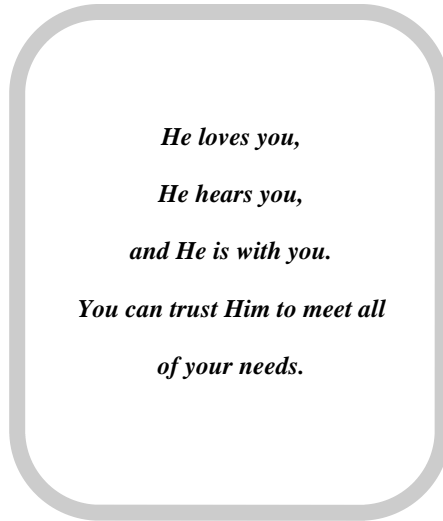 He loves you,
He hears you,
and He is with you.
You can trust Him to meet all
of your needs.